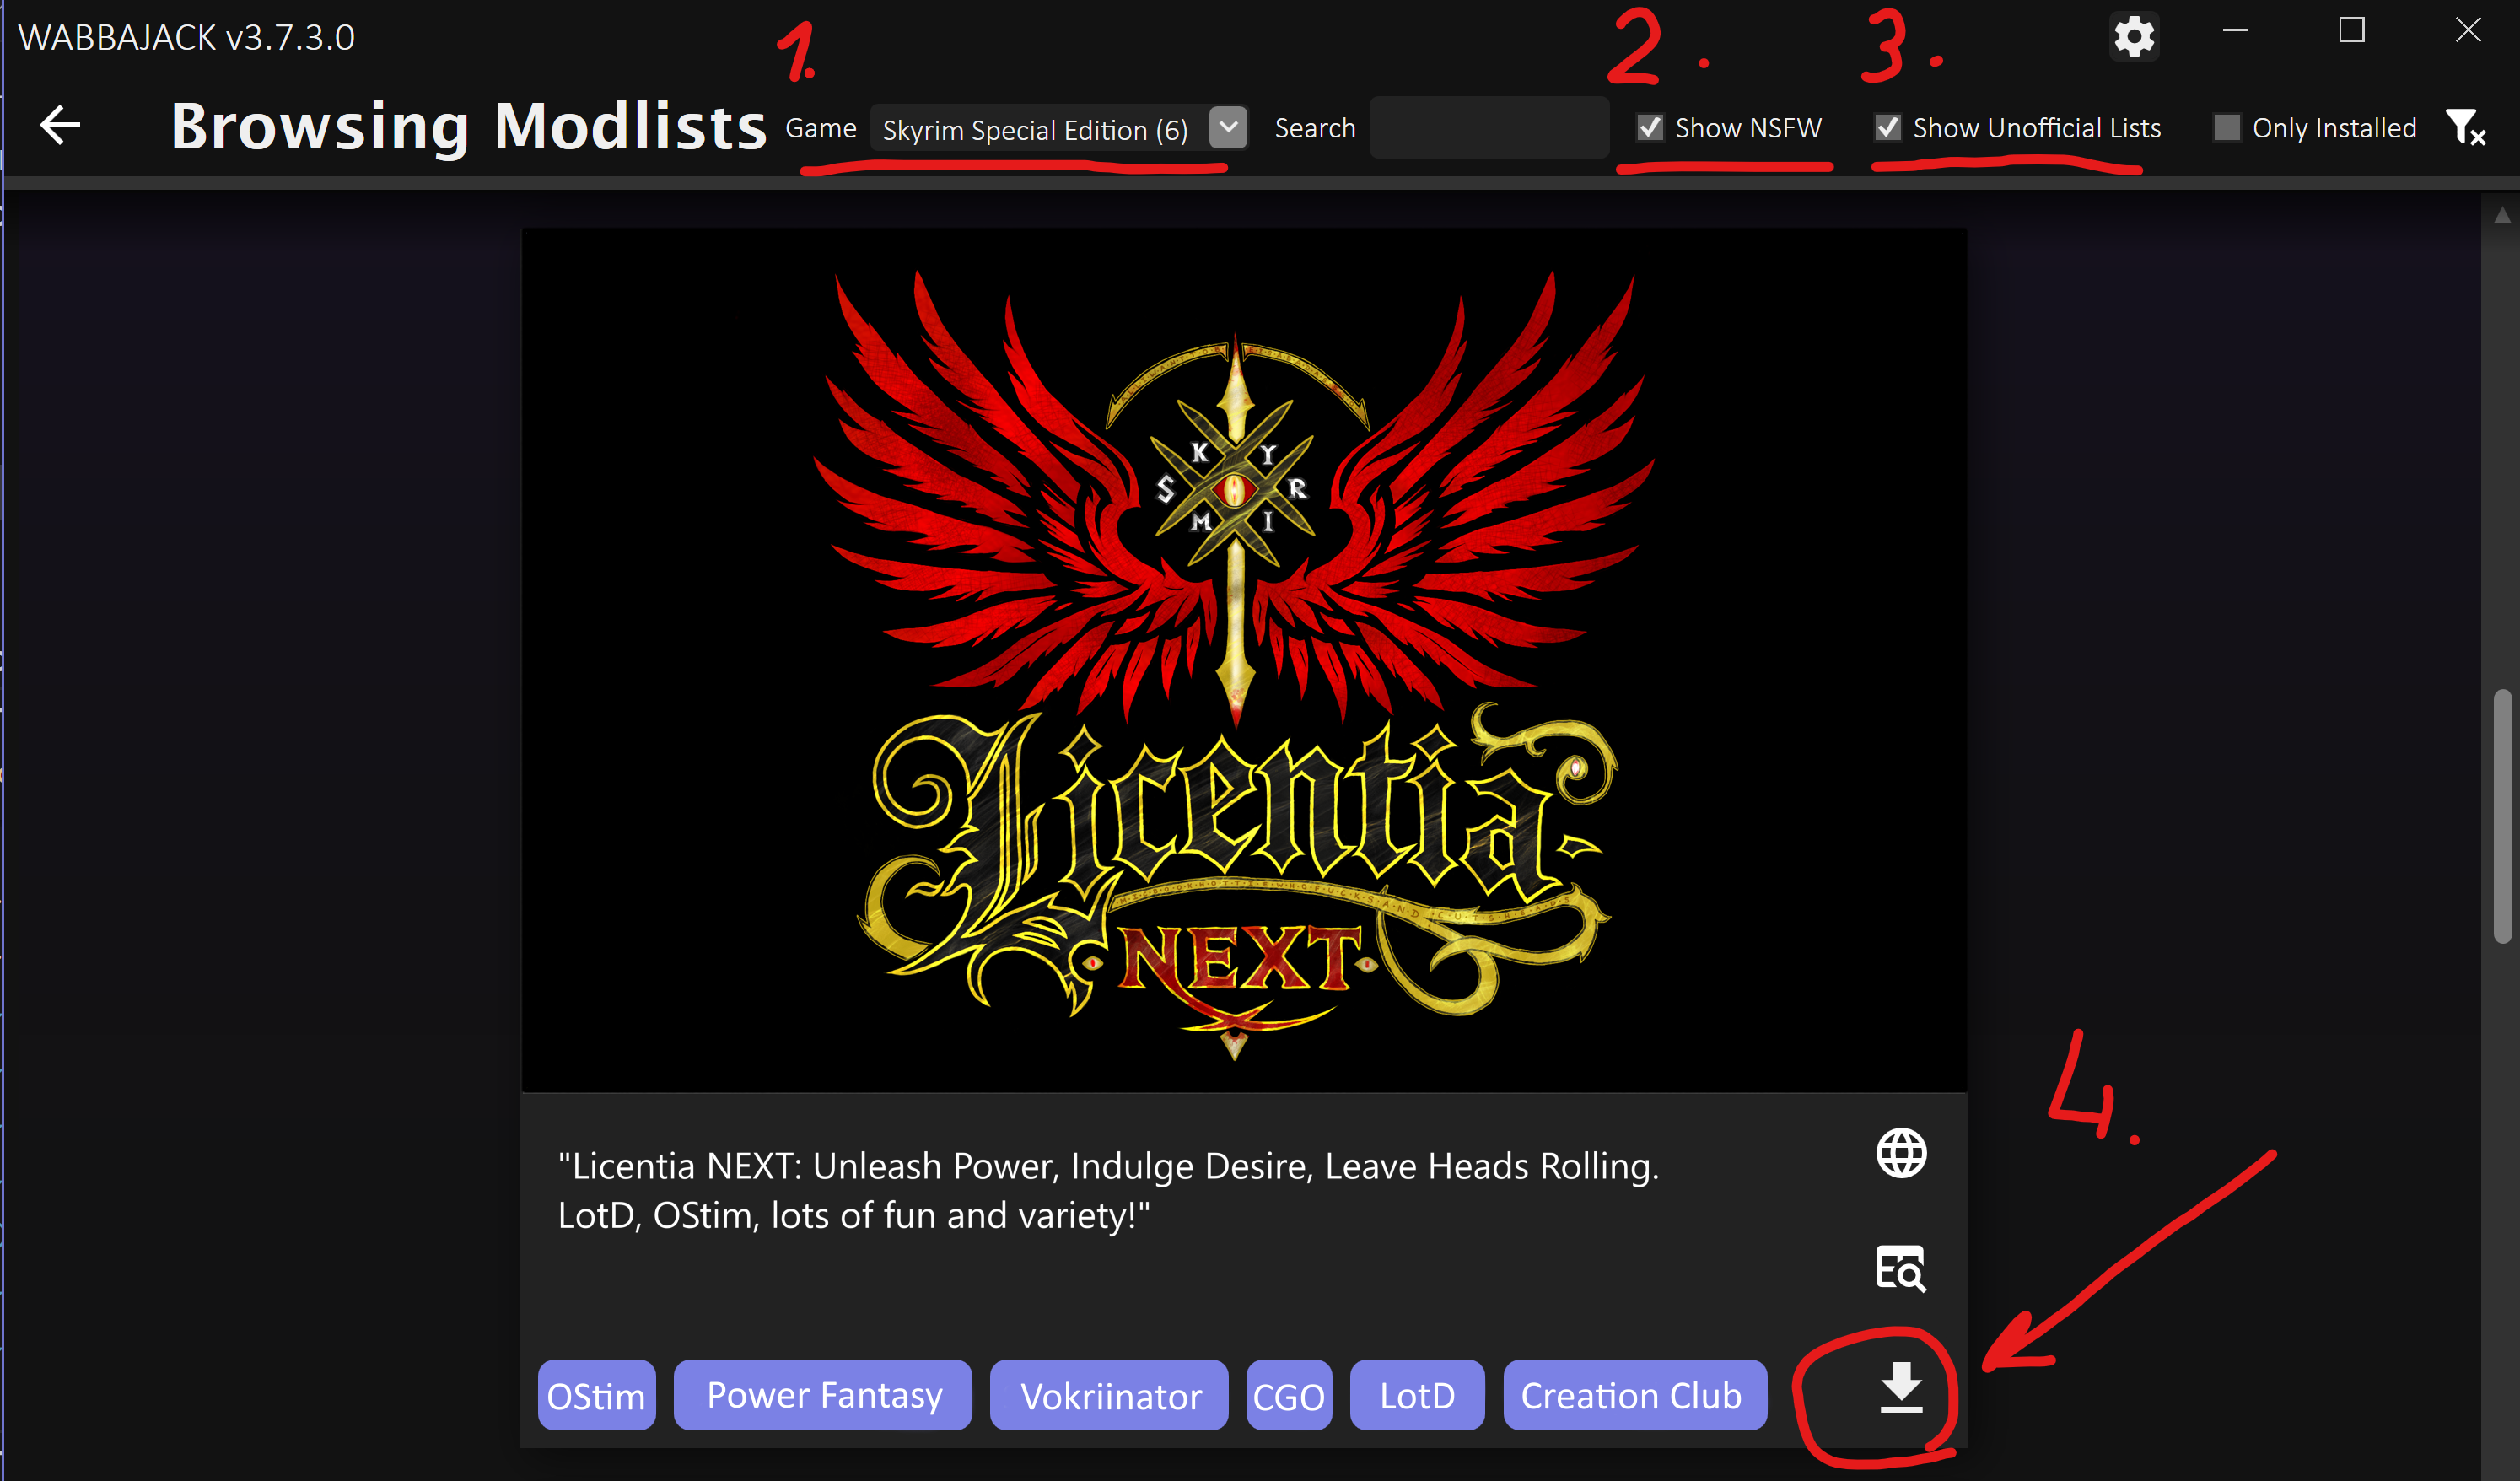 WABBAJACK v3.7.3.0
1. 2. 3.
Browsing Modlists Game Skyrim Special Edition (6) Search Show NSFW Show Unofficial Lists Only Installed
K Y
S R
M I
Licentia
NEXT
"Licentia NEXT: Unleash Power, Indulge Desire, Leave Heads Rolling.
LotD, OStim, lots of fun and variety!"
4.
OStim Power Fantasy Vokriinator CGO LotD Creation Club